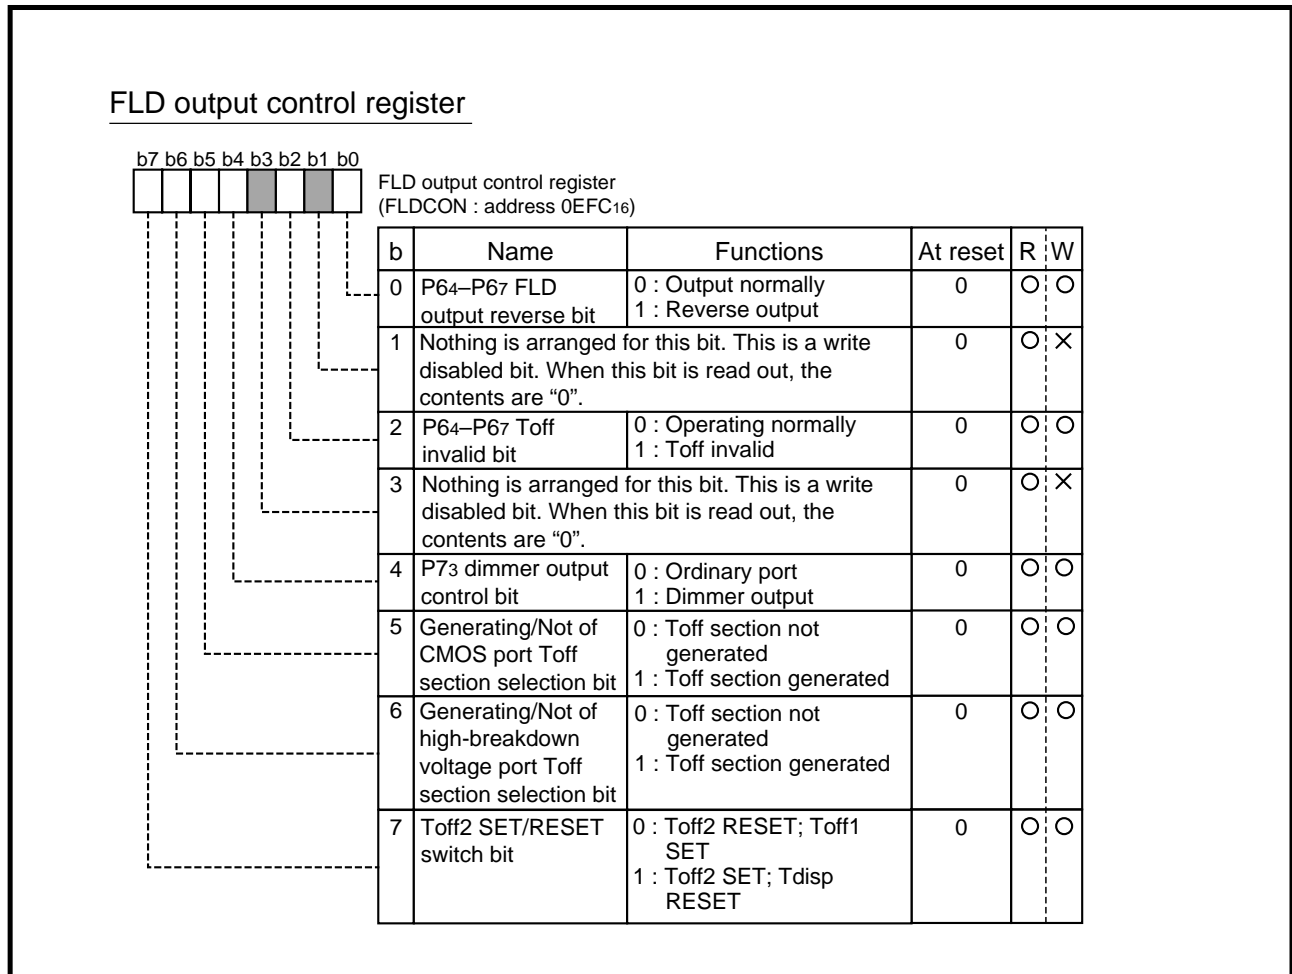 FLD output control register
b7 b6 b5 b4 b3 b2 b1 b0
FLD output control register
(FLDCON : address 0EFC16)
b Name Functions At reset R W
0 P64–P67 FLD output reverse bit 0 : Output normally 1 : Reverse output 0 O O
1 Nothing is arranged for this bit. This is a write 0 O ×
disabled bit. When this bit is read out, the
contents are “0”.
2 P64–P67 Toff invalid bit 0 : Operating normally 1 : Toff invalid 0 O O
3 Nothing is arranged for this bit. This is a write 0 O ×
disabled bit. When this bit is read out, the
contents are “0”.
4 P73 dimmer output control bit 0 : Ordinary port 1 : Dimmer output 0 O O
5 Generating/Not of CMOS port Toff section selection bit 0 : Toff section not generated 1 : Toff section generated 0 O O
6 Generating/Not of high-breakdown voltage port Toff section selection bit 0 : Toff section not generated 1 : Toff section generated 0 O O
7 Toff2 SET/RESET switch bit 0 : Toff2 RESET; Toff1 SET 1 : Toff2 SET; Tdisp RESET 0 O O